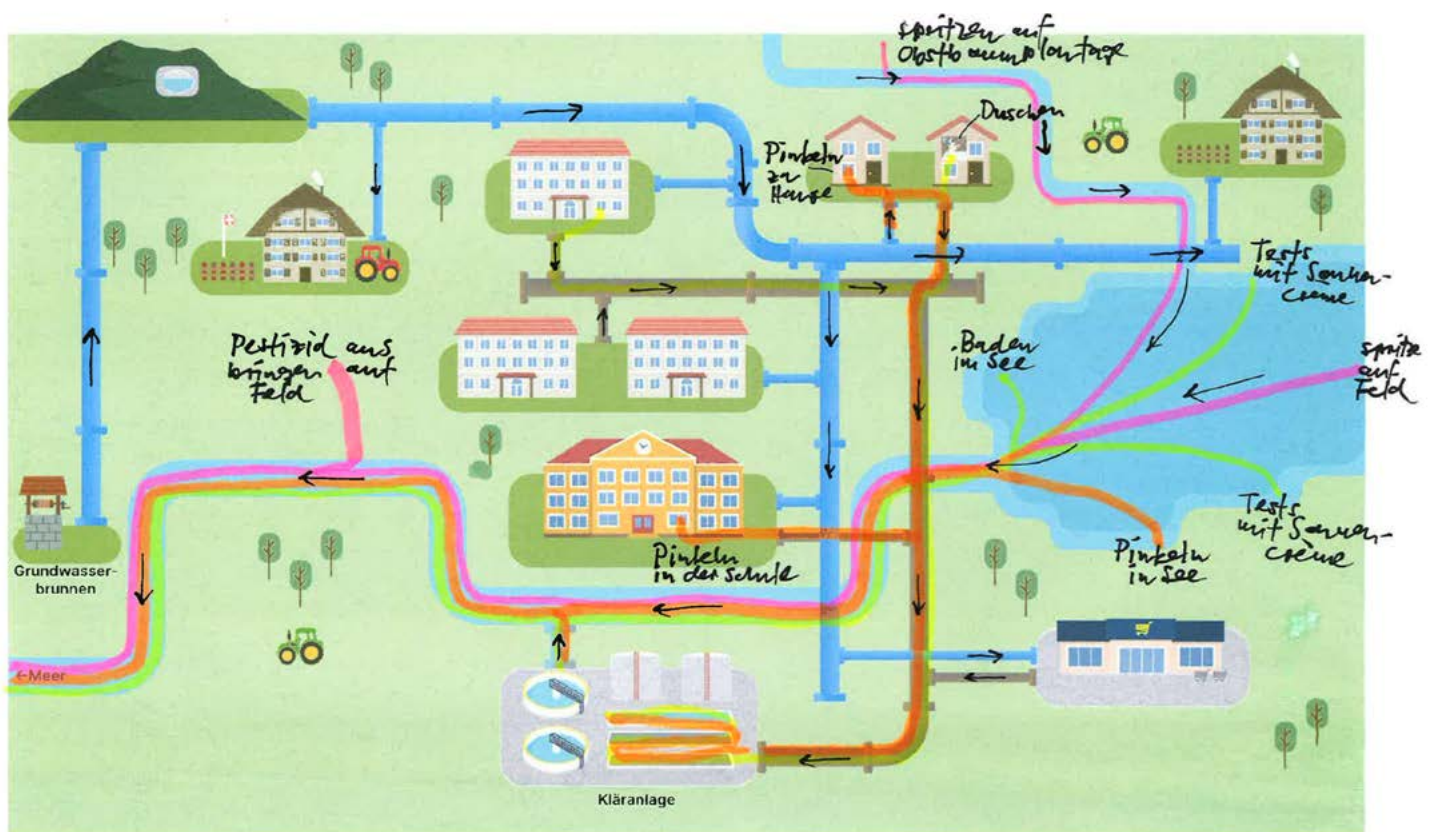 spritzen auf
Obstbaumplantage
Duschen
Pinkeln
zu
Hause
Tests
mit Sonnen-
creme
Baden
im See
spritze
auf
Feld
Pestizid aus
bringen auf
Feld
Pinkeln
in der Schule
Pinkeln
in See
Tests
mit Sonnen-
crème
Grundwasser-
brunnen
←Meer
Kläranlage